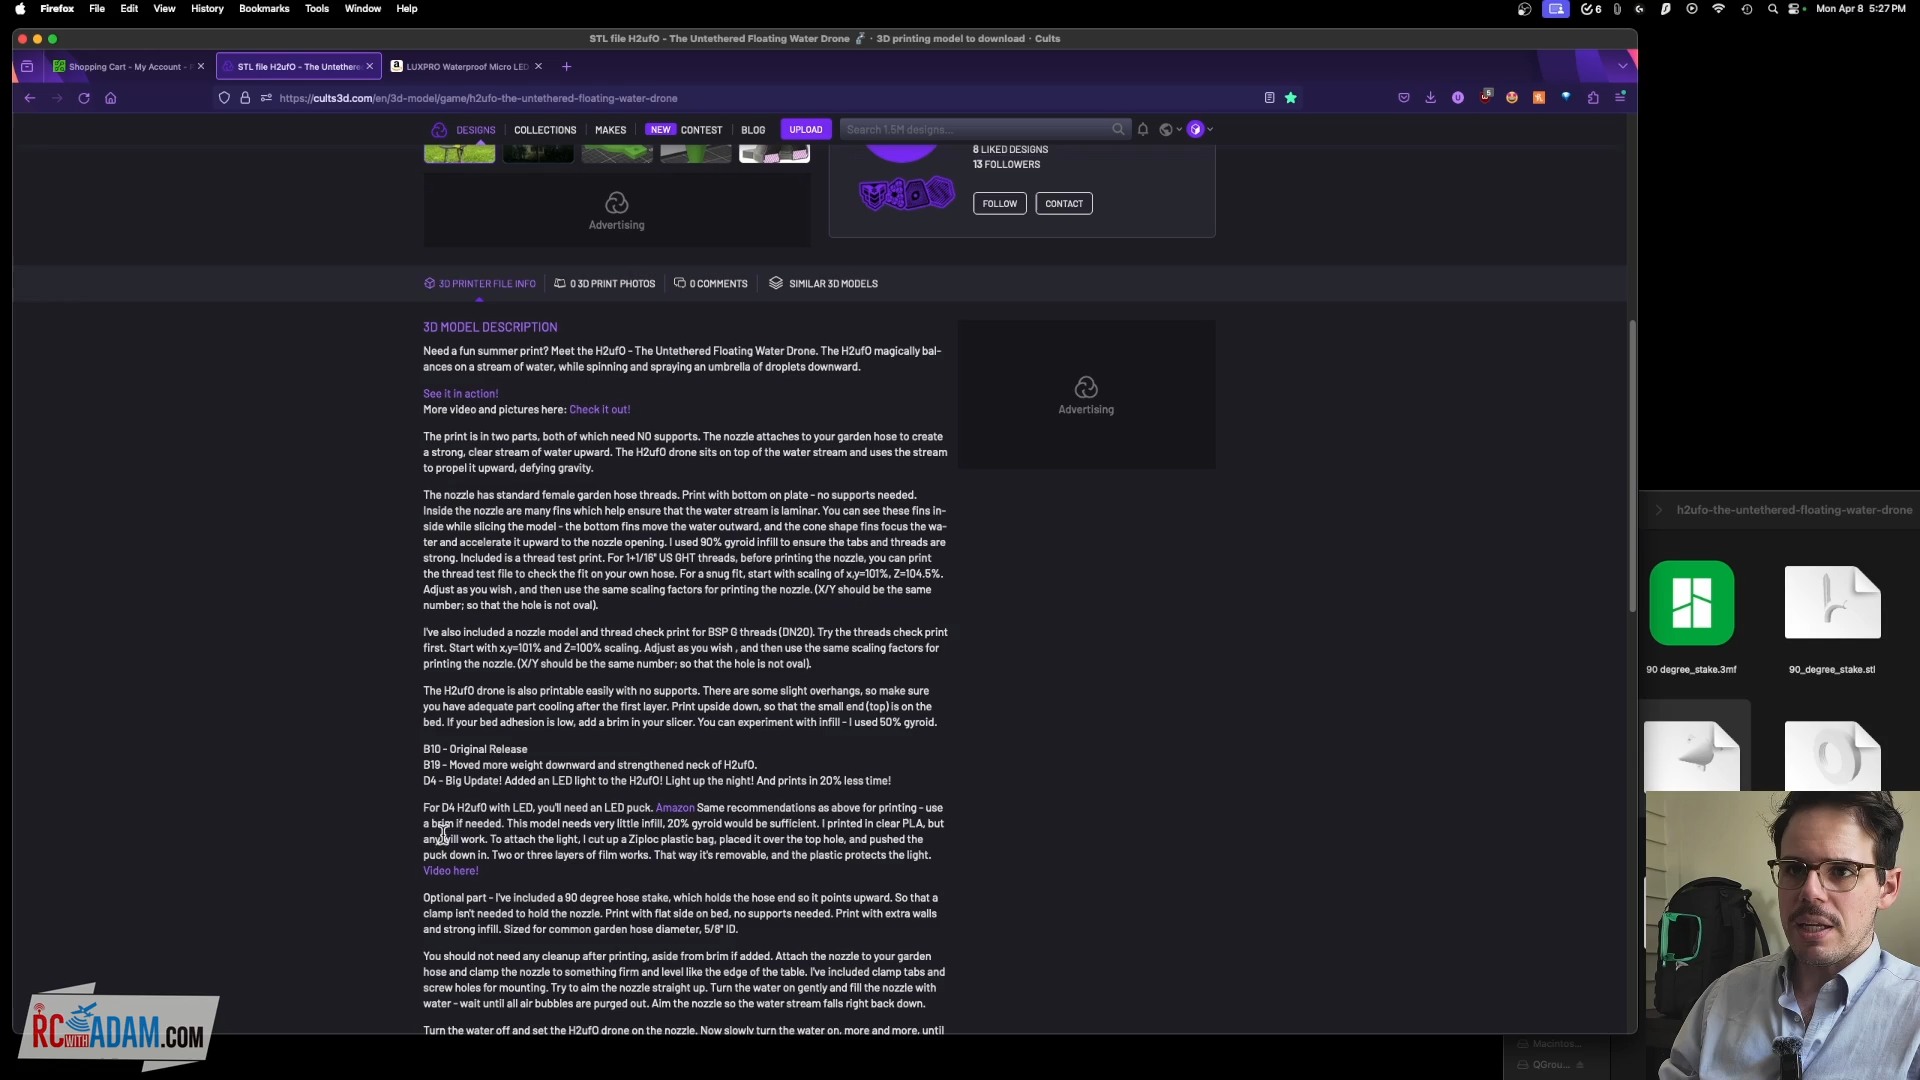 Firefox File Edit View History Bookmarks Tools Window Help
6
Mon Apr 8 5:27 PM
STL file H2ufO - The Untethered Floating Water Drone · 3D printing model to download · Cults
Shopping Cart - My Account -
STL file H2ufO - The Untethere
LUXPRO Waterproof Micro LED
https://cults3d.com/en/3d-model/game/h2ufo-the-untethered-floating-water-drone
5
DESIGNS COLLECTIONS MAKES NEW CONTEST BLOG UPLOAD Search 1.5M designs...
8 LIKED DESIGNS
13 FOLLOWERS
FOLLOW CONTACT
Advertising
3D PRINTER FILE INFO 0 3D PRINT PHOTOS 0 COMMENTS SIMILAR 3D MODELS
3D MODEL DESCRIPTION
Need a fun summer print? Meet the H2ufO - The Untethered Floating Water Drone. The H2ufO magically bal-
ances on a stream of water, while spinning and spraying an umbrella of droplets downward.
See it in action!
More video and pictures here: Check it out!
Advertising
The print is in two parts, both of which need NO supports. The nozzle attaches to your garden hose to create
a strong, clear stream of water upward. The H2ufO drone sits on top of the water stream and uses the stream
to propel it upward, defying gravity.
The nozzle has standard female garden hose threads. Print with bottom on plate - no supports needed.
Inside the nozzle are many fins which help ensure that the water stream is laminar. You can see these fins in-
side while slicing the model - the bottom fins move the water outward, and the cone shape fins focus the wa-
ter and accelerate it upward to the nozzle opening. I used 90% gyroid infill to ensure the tabs and threads are
strong. Included is a thread test print. For 1+1/16" US GHT threads, before printing the nozzle, you can print
the thread test file to check the fit on your own hose. For a snug fit, start with scaling of x,y=101%, Z=104.5%.
Adjust as you wish , and then use the same scaling factors for printing the nozzle. (X/Y should be the same
number; so that the hole is not oval).
I've also included a nozzle model and thread check print for BSP G threads (DN20). Try the threads check print
first. Start with x,y=101% and Z=100% scaling. Adjust as you wish , and then use the same scaling factors for
printing the nozzle. (X/Y should be the same number; so that the hole is not oval).
The H2ufO drone is also printable easily with no supports. There are some slight overhangs, so make sure
you have adequate part cooling after the first layer. Print upside down, so that the small end (top) is on the
bed. If your bed adhesion is low, add a brim in your slicer. You can experiment with infill - I used 50% gyroid.
B10 - Original Release
B19 - Moved more weight downward and strengthened neck of H2ufO.
D4 - Big Update! Added an LED light to the H2ufO! Light up the night! And prints in 20% less time!
For D4 H2ufO with LED, you'll need an LED puck. Amazon Same recommendations as above for printing - use
a brim if needed. This model needs very little infill, 20% gyroid would be sufficient. I printed in clear PLA, but
any will work. To attach the light, I cut up a Ziploc plastic bag, placed it over the top hole, and pushed the
puck down in. Two or three layers of film works. That way it's removable, and the plastic protects the light.
Video here!
Optional part - I've included a 90 degree hose stake, which holds the hose end so it points upward. So that a
clamp isn't needed to hold the nozzle. Print with flat side on bed, no supports needed. Print with extra walls
and strong infill. Sized for common garden hose diameter, 5/8" ID.
You should not need any cleanup after printing, aside from brim if added. Attach the nozzle to your garden
hose and clamp the nozzle to something firm and level like the edge of the table. I've included clamp tabs and
screw holes for mounting. Try to aim the nozzle straight up. Turn the water on gently and fill the nozzle with
water - wait until all air bubbles are purged out. Aim the nozzle so the water stream falls right back down.
Turn the water off and set the H2ufO drone on the nozzle. Now slowly turn the water on, more and more, until
h2ufo-the-untethered-floating-water-drone
90 degree_stake.3mf 90_degree_stake.stl
Macintos...
QGrou...
RC WITH ADAM.COM